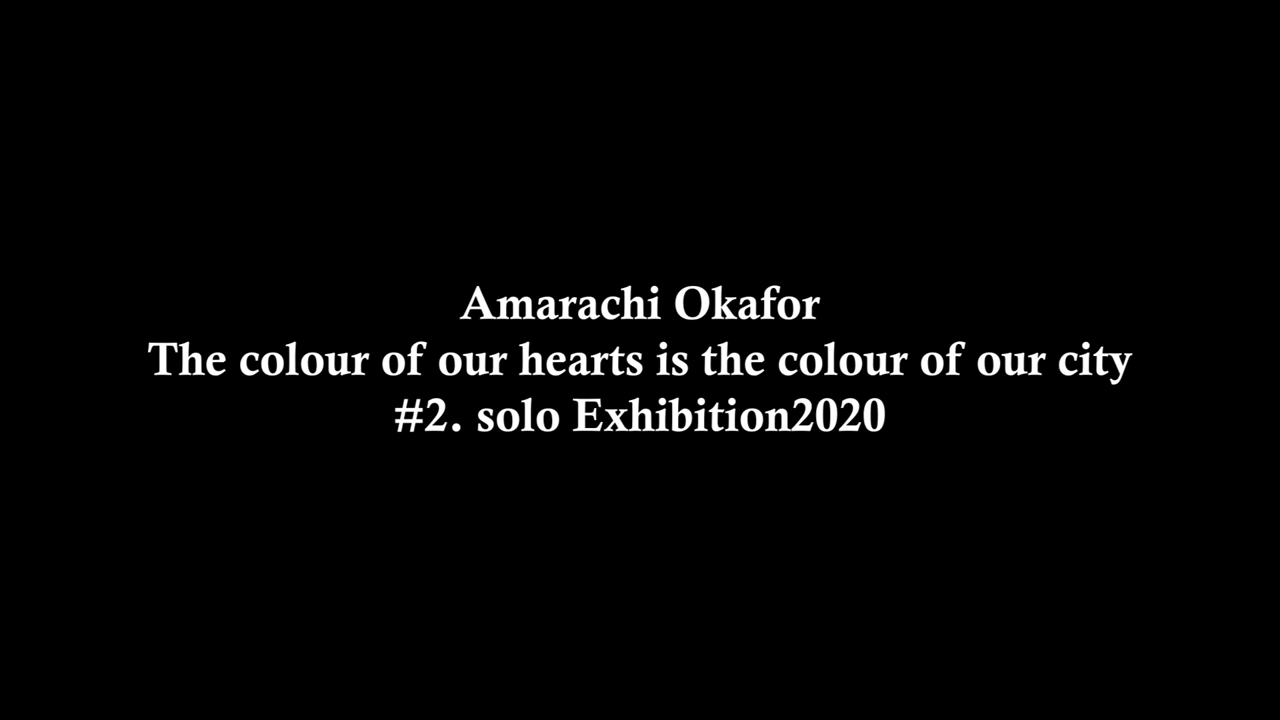 Amarachi Okafor
The colour of our hearts is the colour of our city
#2. solo Exhibition2020